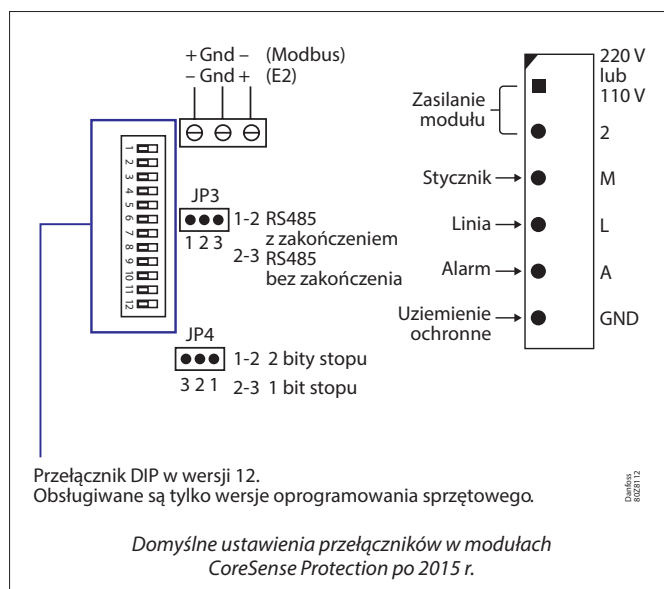 + Gnd – (Modbus)
– Gnd + (E2)
1
2
3
4
5
6
7
8
9
10
11
12
JP3
1 2 3
1-2 RS485
z zakończeniem
2-3 RS485
bez zakończenia
JP4
3 2 1
1-2 2 bity stopu
2-3 1 bit stopu
220 V
lub
110 V
Zasilanie
modułu
2
Stycznik
M
Linia
L
Alarm
A
Uziemienie
ochronne
GND
Przełącznik DIP w wersji 12.
Obsługiwane są tylko wersje oprogramowania sprzętowego.
Danfoss
80Z8112
Domyślne ustawienia przełączników w modułach
CoreSense Protection po 2015 r.